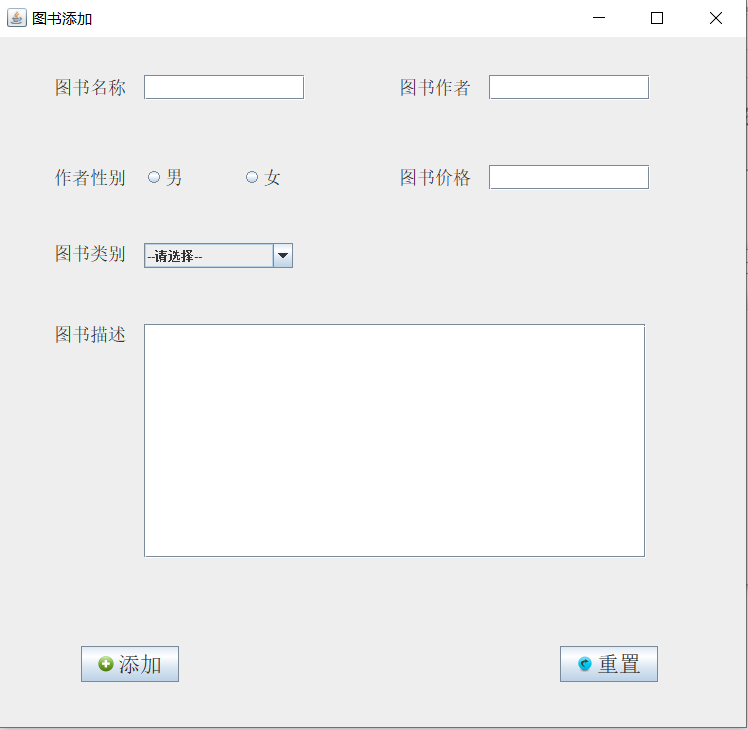 图书添加
图书名称 图书作者
作者性别 男 女 图书价格
图书类别 --请选择--
图书描述
添加 重置